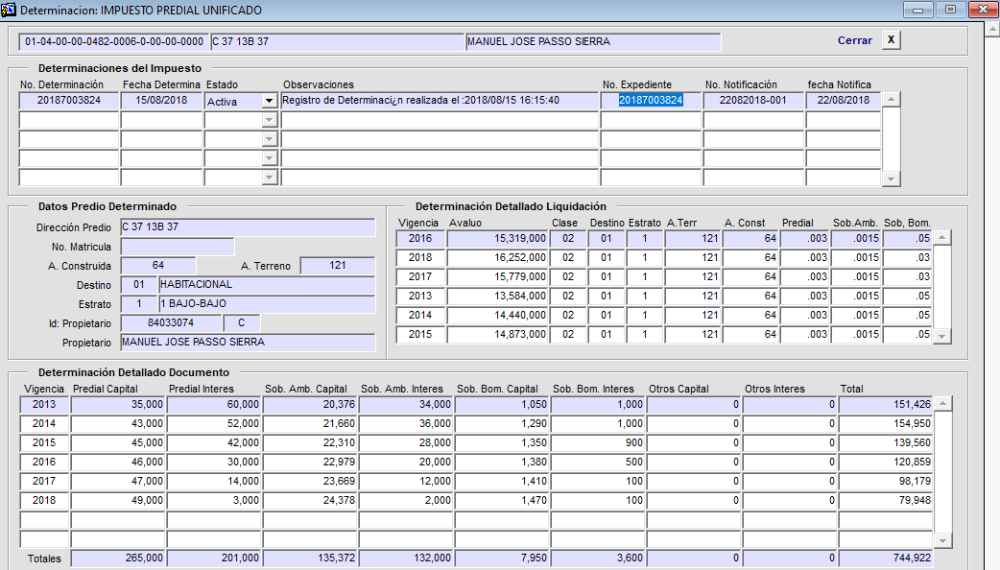 Determinacion: IMPUESTO PREDIAL UNIFICADO
01-04-00-00-0482-0006-0-00-00-0000 C 37 13B 37 MANUEL JOSE PASSO SIERRA Cerrar X
Determinaciones del Impuesto
No. Determinación Fecha Determina Estado Observaciones No. Expediente No. Notificación fecha Notifica
20187003824 15/08/2018 Activa Registro de Determinaci¿n realizada el :2018/08/15 16:15:40 20187003824 22082018-001 22/08/2018
Datos Predio Determinado
Dirección Predio C 37 13B 37
No. Matricula
A. Construida 64 A. Terreno 121
Destino 01 HABITACIONAL
Estrato 1 1 BAJO-BAJO
Id: Propietario 84033074 C
Propietario MANUEL JOSE PASSO SIERRA
Determinación Detallado Liquidación
Vigencia Avaluo Clase Destino Estrato A.Terr A. Const Predial Sob.Amb. Sob, Bom.
2016 15,319,000 02 01 1 121 64 .003 .0015 .05
2018 16,252,000 02 01 1 121 64 .003 .0015 .03
2017 15,779,000 02 01 1 121 64 .003 .0015 .03
2013 13,584,000 02 01 1 121 64 .003 .0015 .05
2014 14,440,000 02 01 1 121 64 .003 .0015 .05
2015 14,873,000 02 01 1 121 64 .003 .0015 .05
Determinación Detallado Documento
Vigencia Predial Capital Predial Interes Sob. Amb. Capital Sob. Amb. Interes Sob. Bom. Capital Sob. Bom. Interes Otros Capital Otros Interes Total
2013 35,000 60,000 20,376 34,000 1,050 1,000 0 0 151,426
2014 43,000 52,000 21,660 36,000 1,290 1,000 0 0 154,950
2015 45,000 42,000 22,310 28,000 1,350 900 0 0 139,560
2016 46,000 30,000 22,979 20,000 1,380 500 0 0 120,859
2017 47,000 14,000 23,669 12,000 1,410 100 0 0 98,179
2018 49,000 3,000 24,378 2,000 1,470 100 0 0 79,948
Totales 265,000 201,000 135,372 132,000 7,950 3,600 0 0 744,922